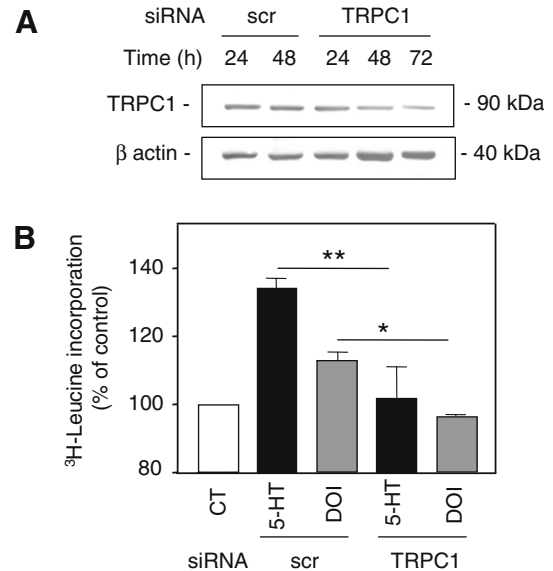 A
siRNA scr TRPC1
Time (h) 24 48 24 48 72
TRPC1 - - 90 kDa
β actin - - 40 kDa
B
³H-Leucine incorporation
(% of control)
140
120
100
80
**
*
CT 5-HT DOI 5-HT DOI
siRNA scr TRPC1